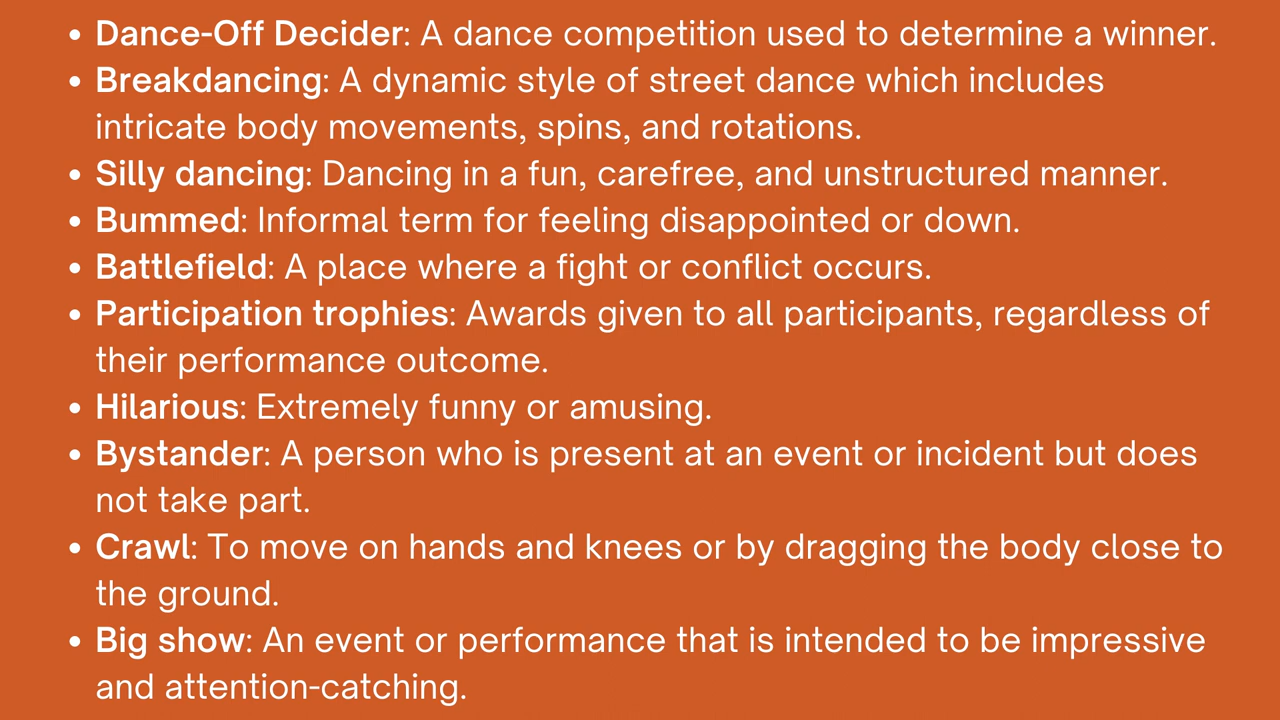 • Dance-Off Decider: A dance competition used to determine a winner.
• Breakdancing: A dynamic style of street dance which includes
intricate body movements, spins, and rotations.
• Silly dancing: Dancing in a fun, carefree, and unstructured manner.
• Bummed: Informal term for feeling disappointed or down.
• Battlefield: A place where a fight or conflict occurs.
• Participation trophies: Awards given to all participants, regardless of
their performance outcome.
• Hilarious: Extremely funny or amusing.
• Bystander: A person who is present at an event or incident but does
not take part.
• Crawl: To move on hands and knees or by dragging the body close to
the ground.
• Big show: An event or performance that is intended to be impressive
and attention-catching.